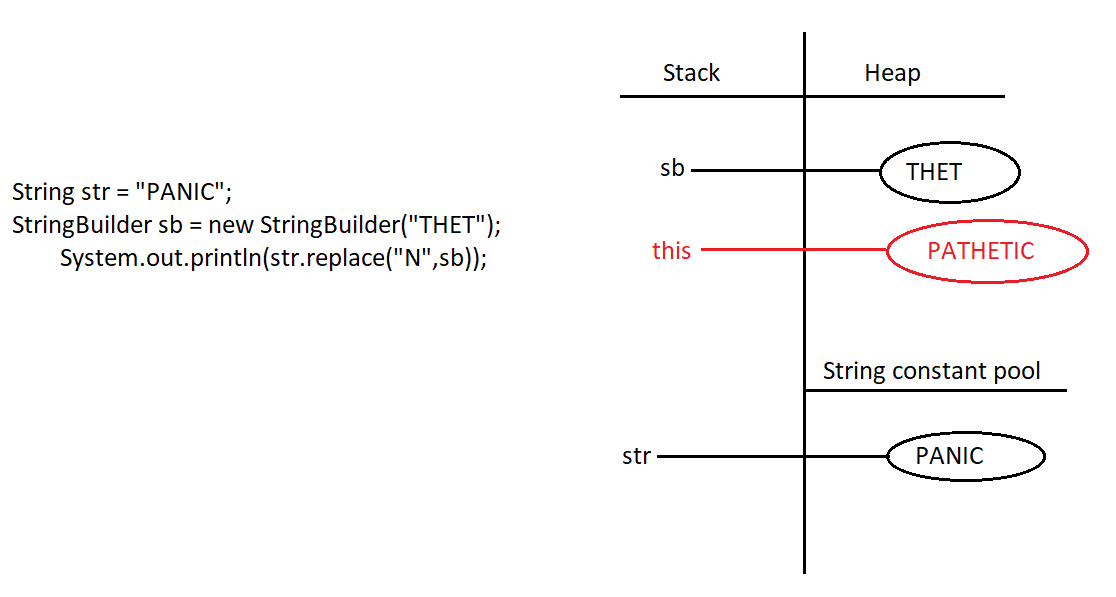 String str = "PANIC";
StringBuilder sb = new StringBuilder("THET");
System.out.println(str.replace("N",sb));
Stack
Heap
sb
THET
this
PATHETIC
String constant pool
str
PANIC